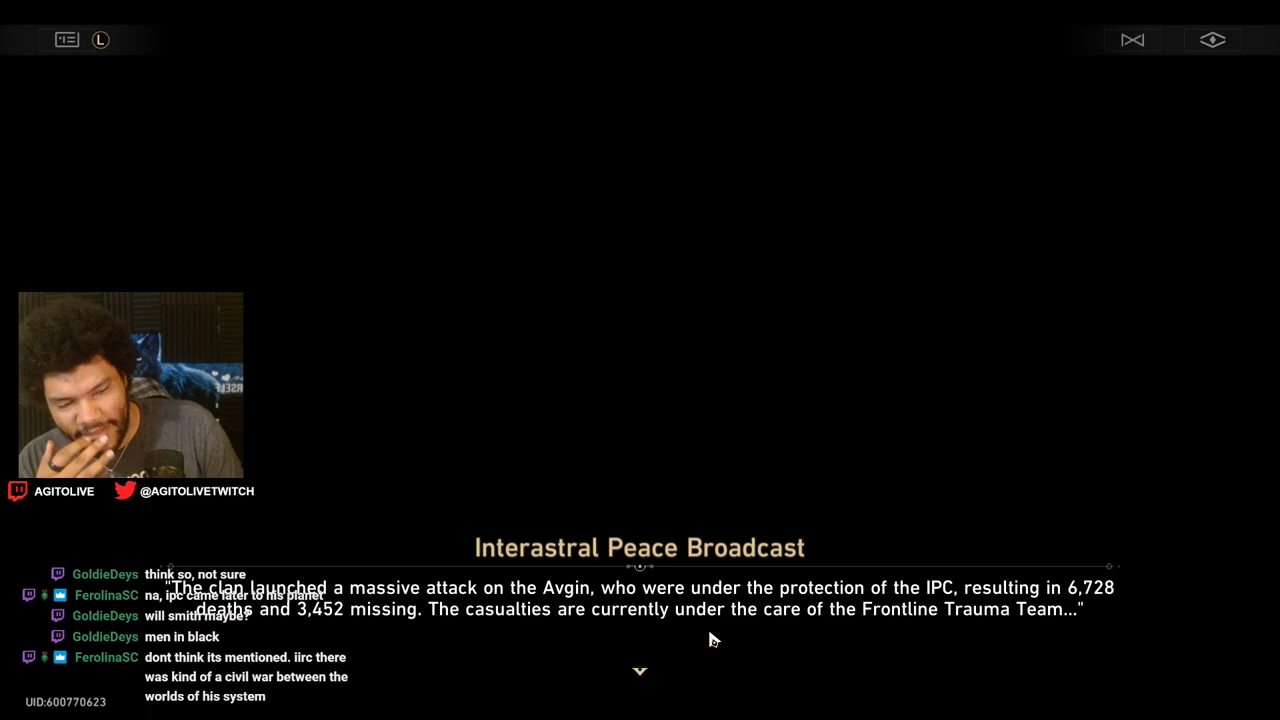 L
AGITOLIVE @AGITOLIVETWITCH
Interastral Peace Broadcast
"The clan launched a massive attack on the Avgin, who were under the protection of the IPC, resulting in 6,728
deaths and 3,452 missing. The casualties are currently under the care of the Frontline Trauma Team..."
GoldieDeys think so, not sure
FerolinaSC na, ipc came later to his planet
GoldieDeys will smith maybe?
GoldieDeys men in black
FerolinaSC dont think its mentioned. iirc there
was kind of a civil war between the
worlds of his system
UID:600770623